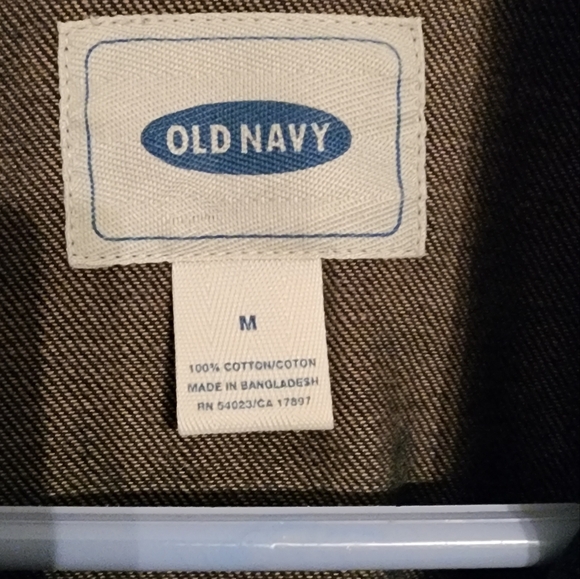 OLD NAVY
M
100% COTTON/COTON
MADE IN BANGLADESH
RN 54023/CA 17897